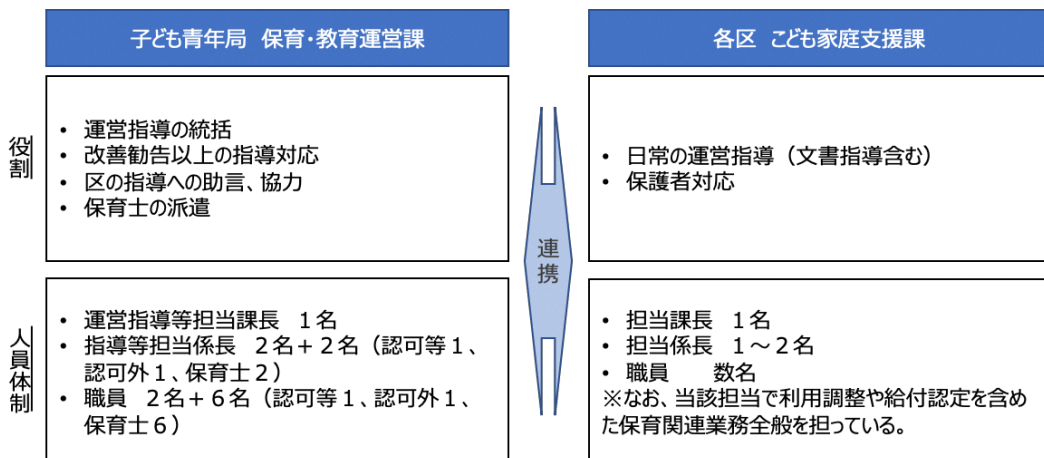 子ども青年局 保育・教育運営課
各区 こども家庭支援課
役割
• 運営指導の統括
• 改善勧告以上の指導対応
• 区の指導への助言、協力
• 保育士の派遣
• 日常の運営指導（文書指導含む）
• 保護者対応
連携
人員体制
• 運営指導等担当課長 １名
• 指導等担当係長 ２名＋２名（認可等１、
認可外１、保育士２）
• 職員 ２名＋６名（認可等１、認可外１、
保育士６）
• 担当課長 １名
• 担当係長 １～２名
• 職員 数名
※なお、当該担当で利用調整や給付認定を含め
た保育関連業務全般を担っている。